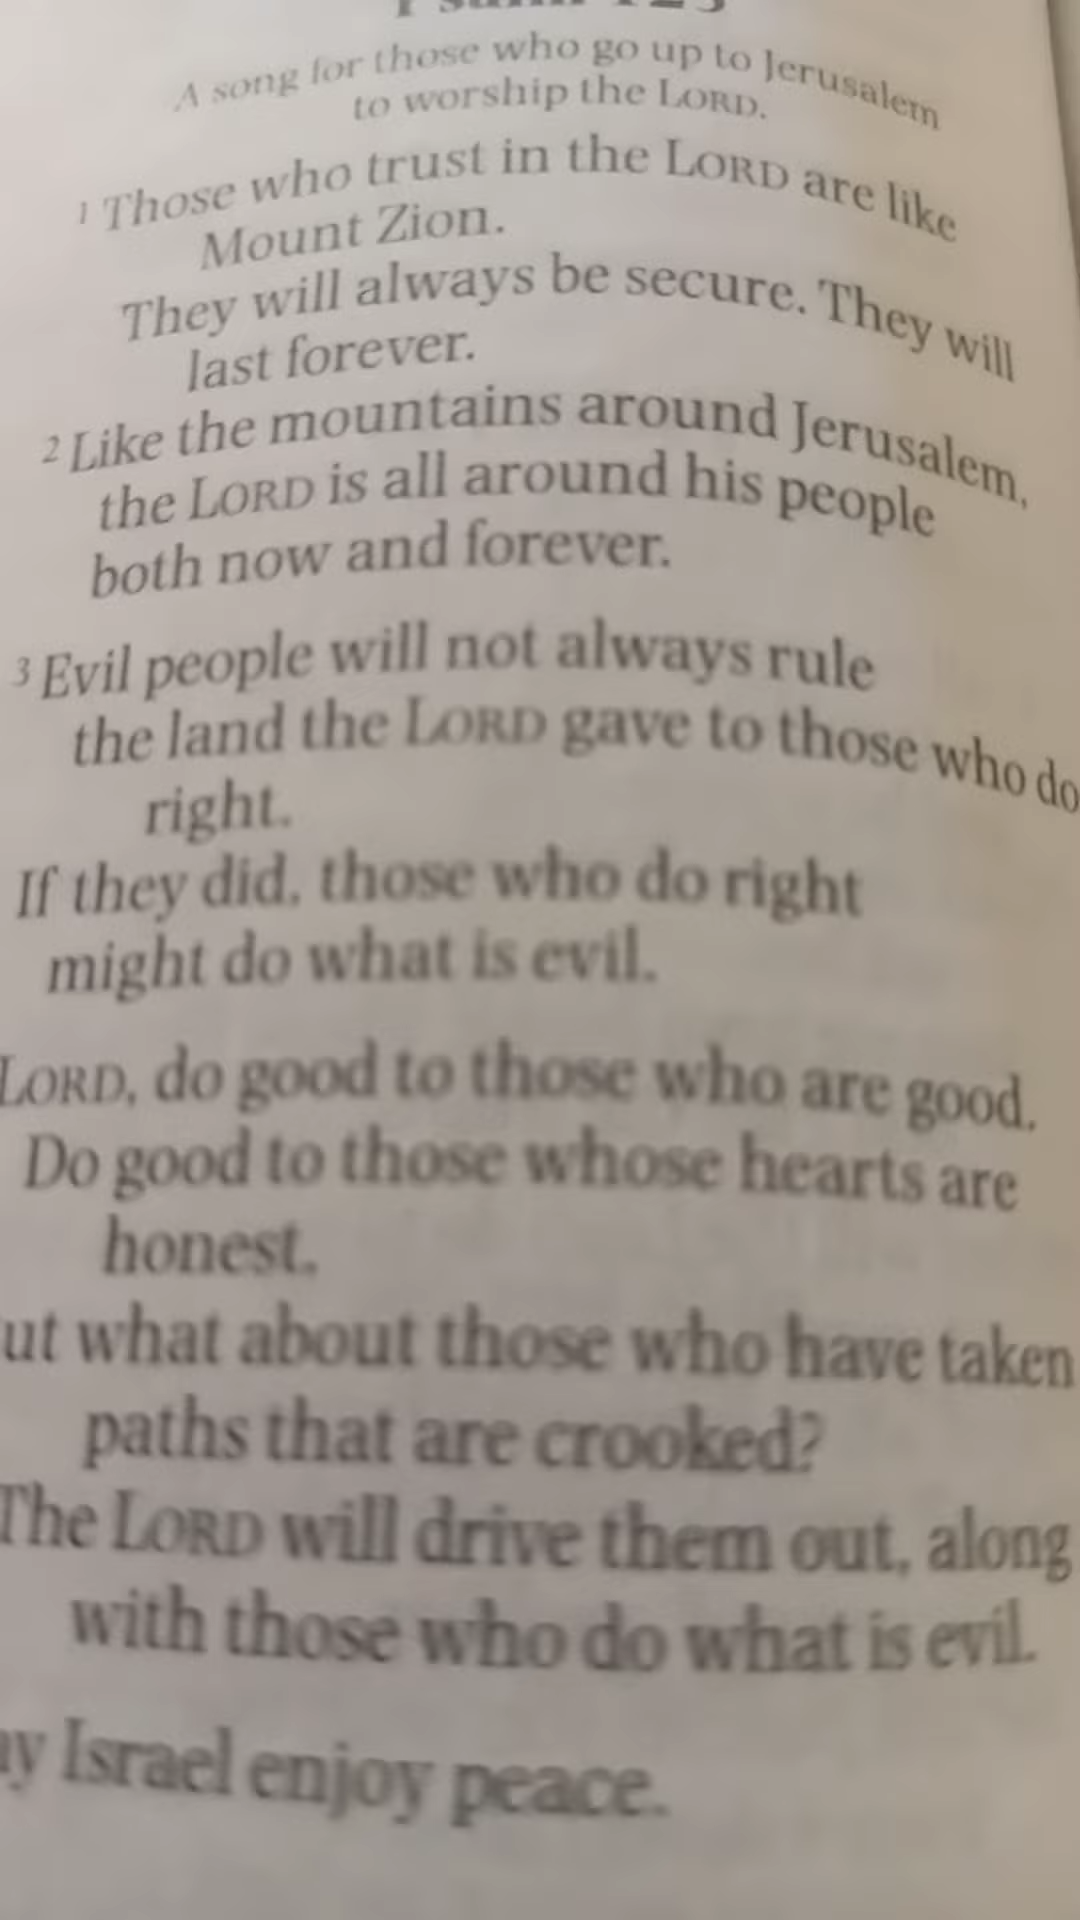 Psalm 125
A song for those who go up to Jerusalem
to worship the LORD.
1 Those who trust in the LORD are like
Mount Zion.
They will always be secure. They will
last forever.
2 Like the mountains around Jerusalem,
the LORD is all around his people
both now and forever.
3 Evil people will not always rule
the land the LORD gave to those who do
right.
If they did, those who do right
might do what is evil.
LORD, do good to those who are good.
Do good to those whose hearts are
honest.
ut what about those who have taken
paths that are crooked?
The LORD will drive them out, along
with those who do what is evil.
ay Israel enjoy peace.